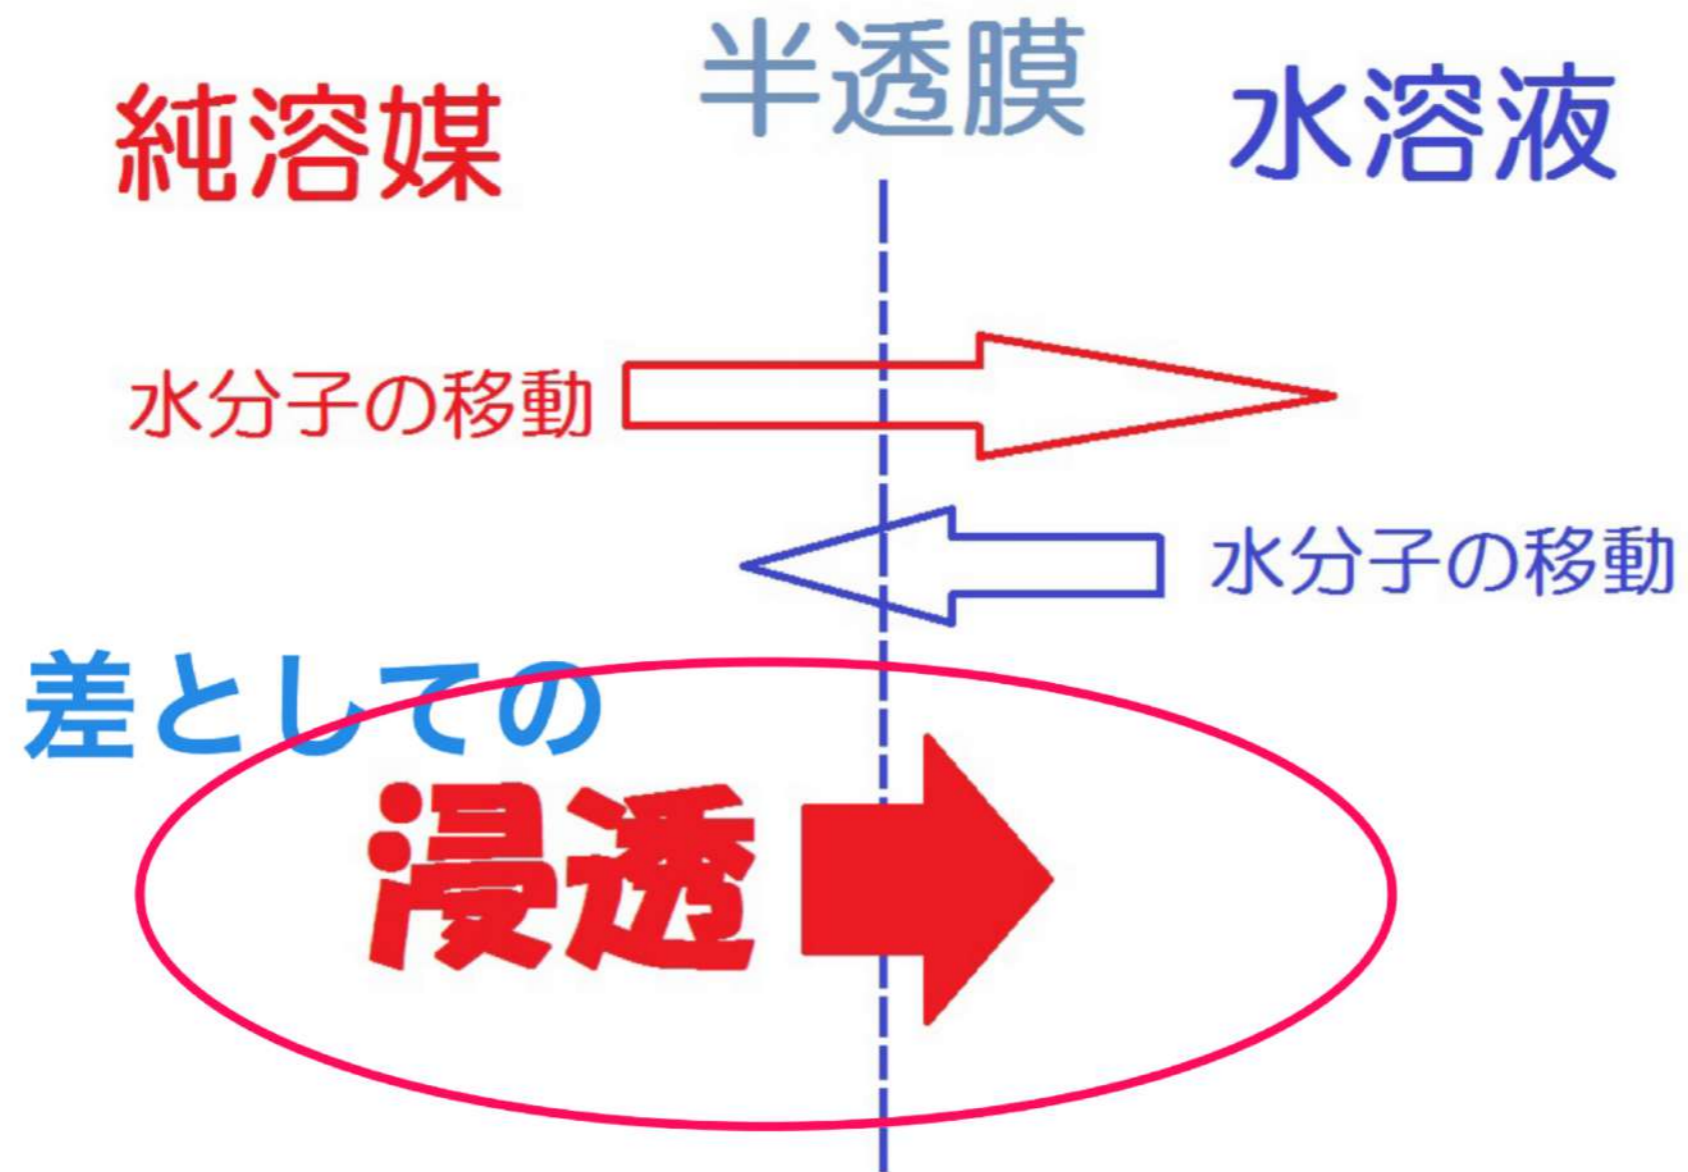 純溶媒
半透膜
水溶液
水分子の移動
水分子の移動
差としての
浸透